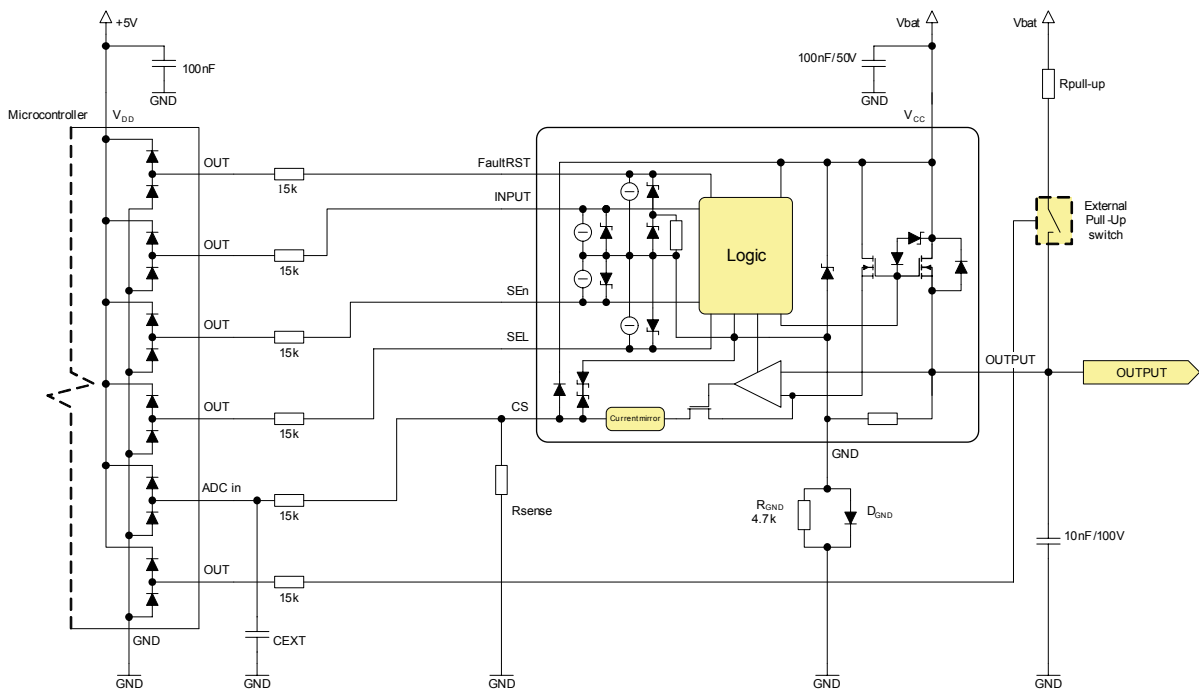 +5V
Vbat
Vbat
100nF
100nF/50V
Rpull-up
GND
GND
Microcontroller
VDD
VCC
OUT
15k
FaultRST
INPUT
OUT
15k
External
Pull-Up
switch
Logic
SEn
OUT
15k
SEL
OUTPUT
OUTPUT
OUT
15k
CS
Currentmirror
GND
ADC in
15k
Rsense
RGND
4.7k
DGND
10nF/100V
OUT
15k
GND
CEXT
GND
GND
GND
GND
GND